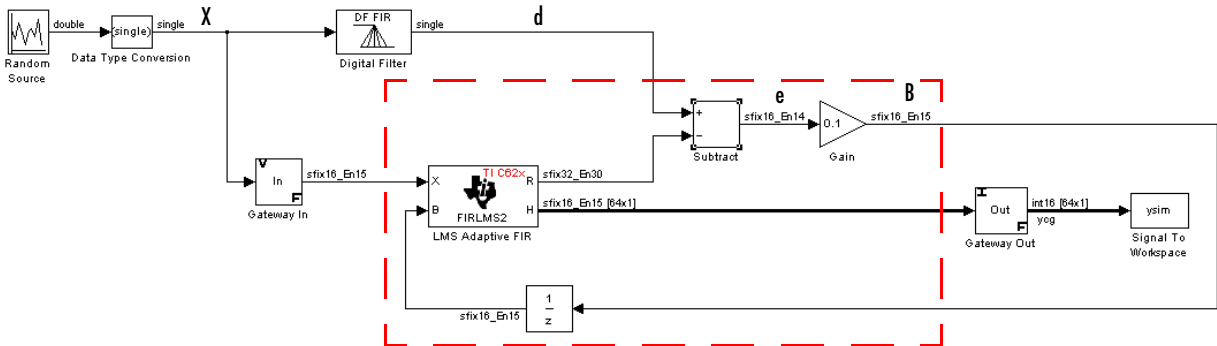 double
Random
Source
(single)
single
Data Type Conversion
X
DF FIR
single
Digital Filter
d
V
In
F
Gateway In
sfix16_En15
TI C62x
X
R
B
H
FIRLMS2
LMS Adaptive FIR
sfix32_En30
sfix16_En15 [64x1]
+
−
Subtract
e
sfix16_En14
0.1
Gain
B
sfix16_En15
I
Out
F
Gateway Out
int16 [64x1]
ycg
ysim
Signal To
Workspace
1
z
sfix16_En15